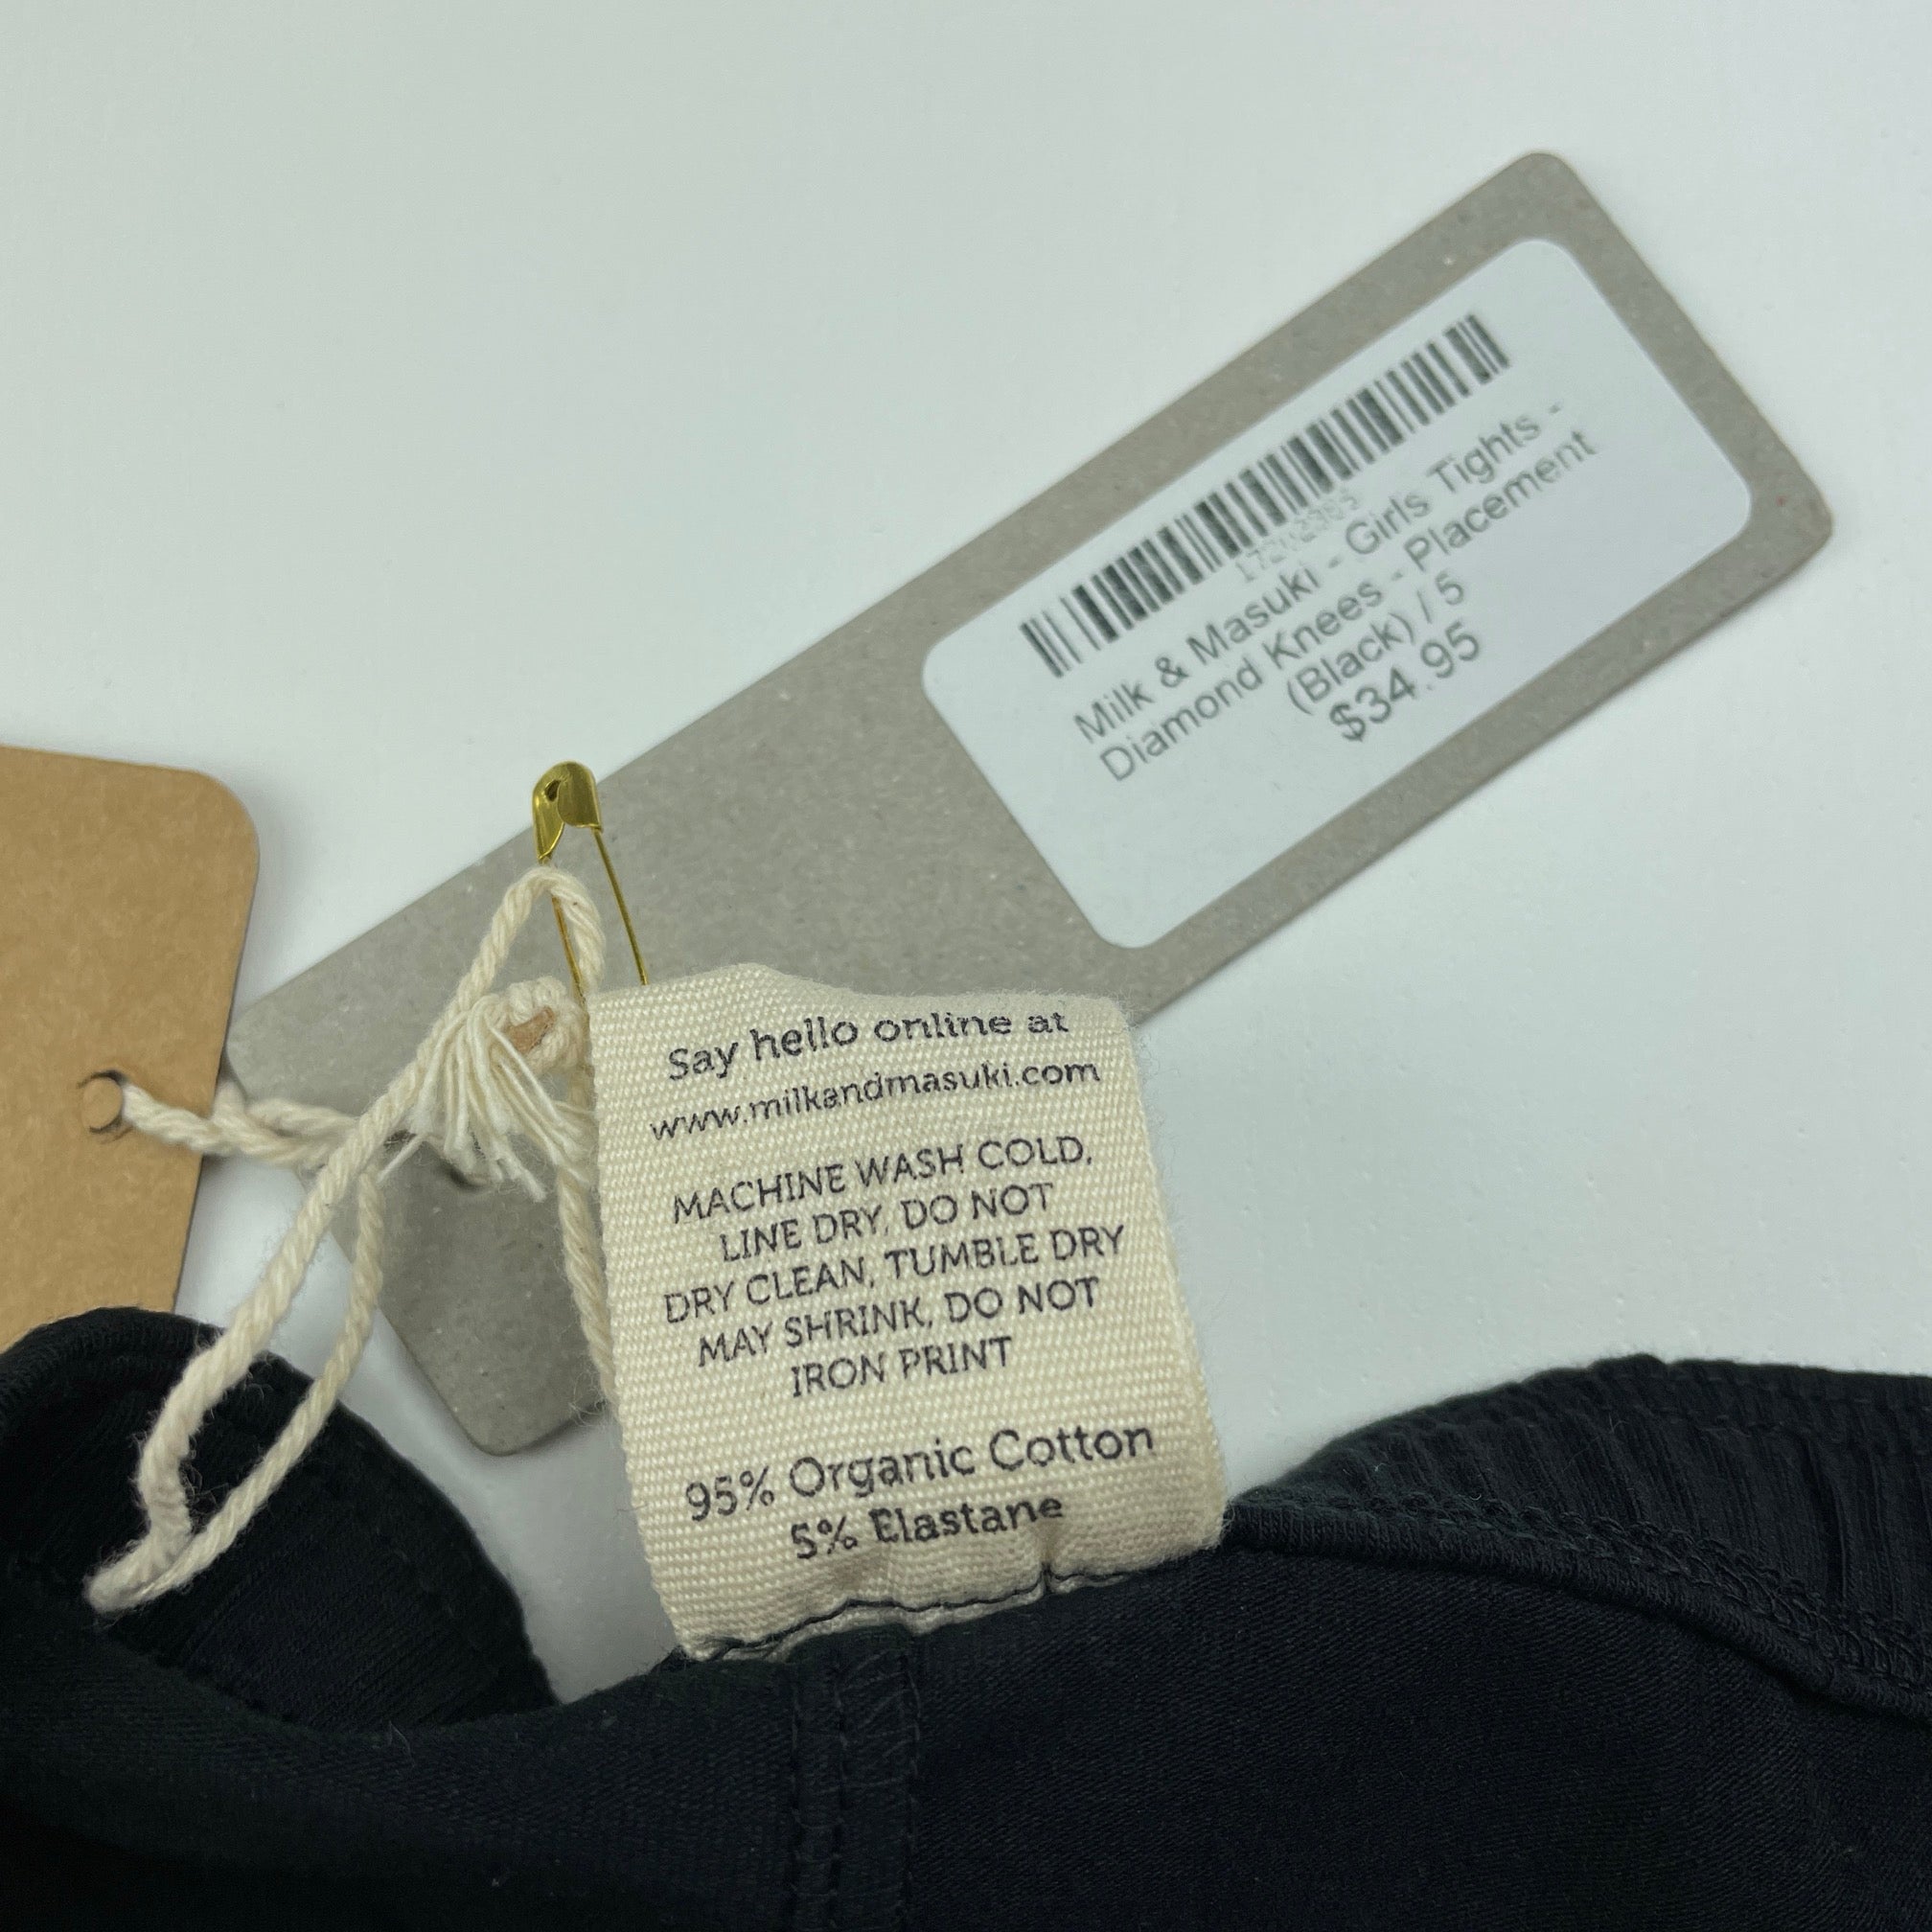 Milk & Masuki - Girls Tights -
Diamond Knees - Placement
(Black) / 5
$34.95
Say hello online at
www.milkandmasuki.com
MACHINE WASH COLD,
LINE DRY, DO NOT
DRY CLEAN, TUMBLE DRY
MAY SHRINK, DO NOT
IRON PRINT
95% Organic Cotton
5% Elastane